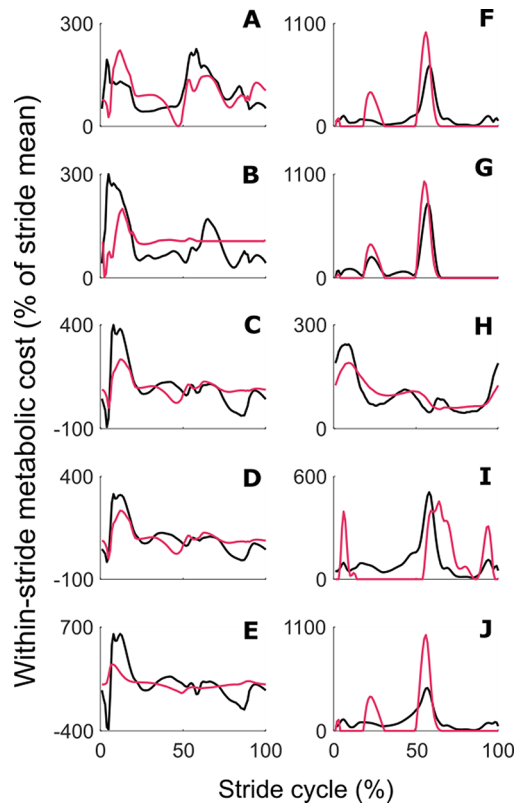 Within-stride metabolic cost (% of stride mean)
300
A
0
1100
F
0
300
B
0
1100
G
0
400
C
-100
300
H
0
400
D
-100
600
I
0
700
E
-400
0 50 100
1100
J
0
0 50 100
Stride cycle (%)